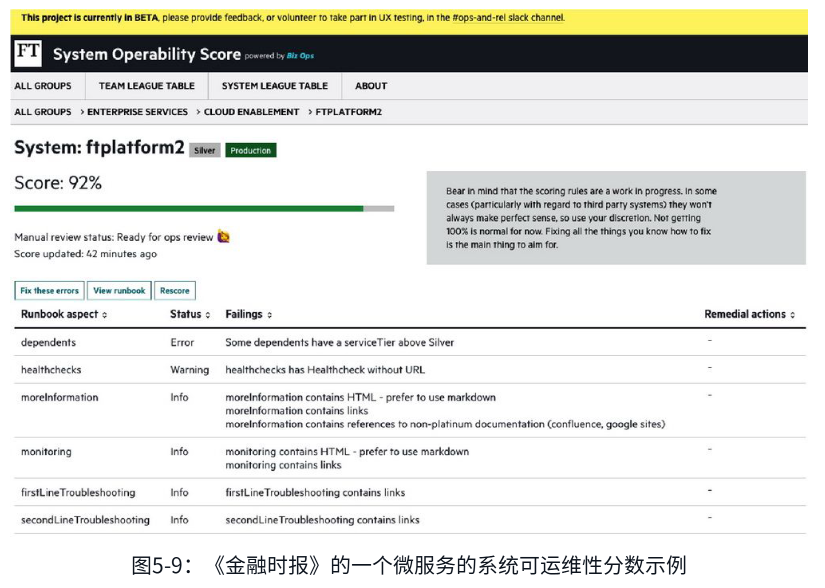 This project is currently in BETA, please provide feedback, or volunteer to take part in UX testing, in the #ops-and-rel slack channel.
FT System Operability Score powered by Biz Ops
ALL GROUPS TEAM LEAGUE TABLE SYSTEM LEAGUE TABLE ABOUT
ALL GROUPS > ENTERPRISE SERVICES > CLOUD ENABLEMENT > FTPLATFORM2
System: ftplatform2 Silver Production
Score: 92%
Manual review status: Ready for ops review
Score updated: 42 minutes ago
Bear in mind that the scoring rules are a work in progress. In some
cases (particularly with regard to third party systems) they won't
always make perfect sense, so use your discretion. Not getting
100% is normal for now. Fixing all the things you know how to fix
is the main thing to aim for.
Fix these errors View runbook Rescore
Runbook aspect Status Failings Remedial actions
dependents Error Some dependents have a serviceTier above Silver -
healthchecks Warning healthchecks has Healthcheck without URL -
moreInformation Info moreInformation contains HTML - prefer to use markdown -
moreInformation contains links
moreInformation contains references to non-platinum documentation (confluence, google sites)
monitoring Info monitoring contains HTML - prefer to use markdown -
monitoring contains links
firstLineTroubleshooting Info firstLineTroubleshooting contains links -
secondLineTroubleshooting Info secondLineTroubleshooting contains links -
图5-9：《金融时报》的一个微服务的系统可运维性分数示例